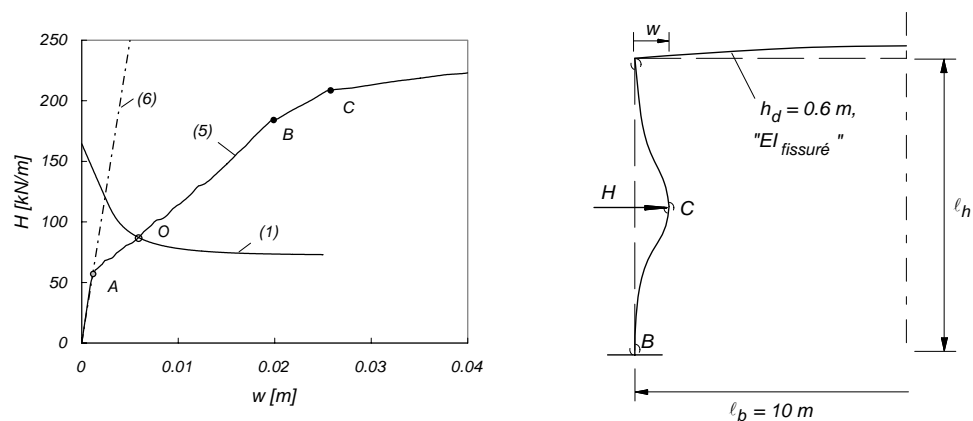 250
200
150
100
50
0
H [kN/m]
(6)
(5)
(1)
A
O
B
C
0
0.01
0.02
0.03
0.04
w [m]
w
h_d = 0.6 m,
"EI_fissuré "
H
C
B
ℓ_h
ℓ_b = 10 m